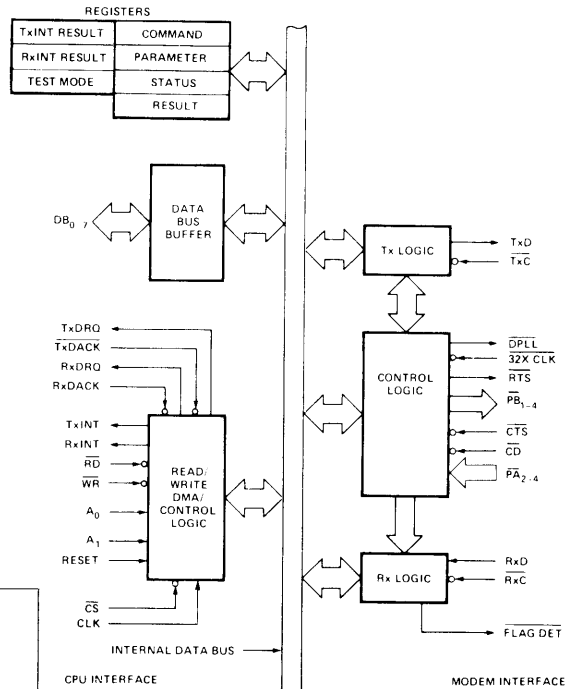 REGISTERS
TxINT RESULT COMMAND
RxINT RESULT PARAMETER
TEST MODE STATUS
RESULT
DB0-7
DATA
BUS
BUFFER
Tx LOGIC
TxD
TxC
TxDRQ
TxDACK
RxDRQ
RxDACK
TxINT
RxINT
RD
WR
A0
A1
RESET
CS
CLK
READ/
WRITE
DMA/
CONTROL
LOGIC
CONTROL
LOGIC
DPLL
32X CLK
RTS
PB1-4
CTS
CD
PA2-4
Rx LOGIC
RxD
RxC
FLAG DET
INTERNAL DATA BUS
CPU INTERFACE
MODEM INTERFACE